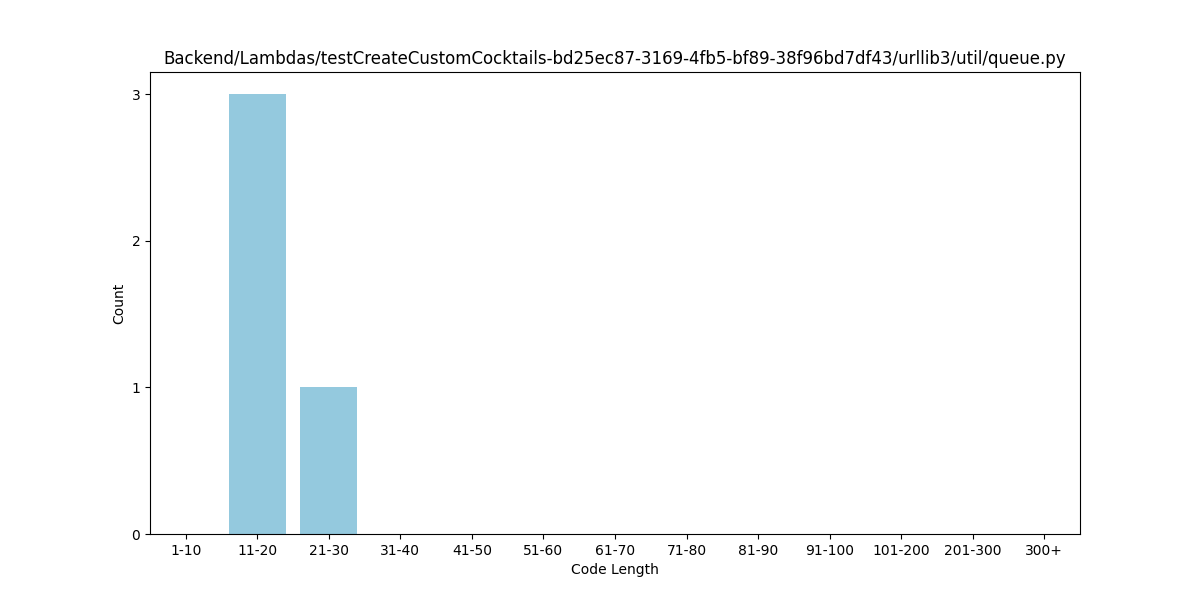 Backend/Lambdas/testCreateCustomCocktails-bd25ec87-3169-4fb5-bf89-38f96bd7df43/urllib3/util/queue.py
3
2
1
0
Count
1-10 11-20 21-30 31-40 41-50 51-60 61-70 71-80 81-90 91-100 101-200 201-300 300+
Code Length